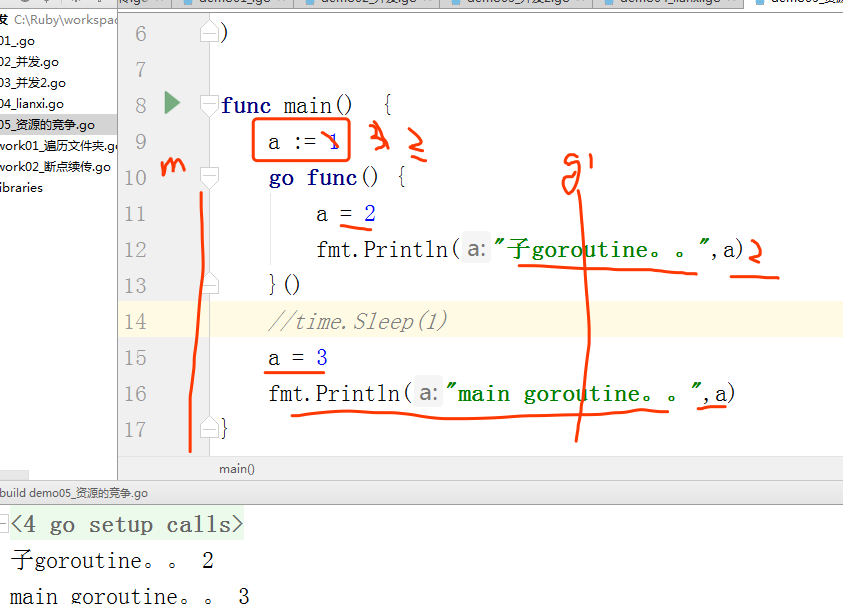 发 C:\Ruby\workspac
01_.go
02_并发.go
03_并发2.go
04_lianxi.go
05_资源的竞争.go
work01_遍历文件夹.go
work02_断点续传.go
ibraries
6 )
7
8 func main() {
9 a := 1 2
10 go func() {
m
g1
11 a = 2
12 fmt.Println( a: "子goroutine。。",a) 2
13 }()
14 //time.Sleep(1)
15 a = 3
16 fmt.Println( a: "main goroutine。。",a)
17 }
main()
build demo05_资源的竞争.go
<4 go setup calls>
子goroutine。。 2
main goroutine。。 3